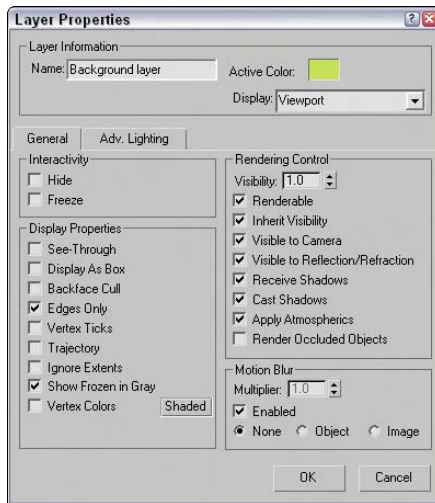 Layer Properties
Layer Information
Name: Background layer
Active Color:
Display: Viewport
General
Adv. Lighting
Interactivity
Hide
Freeze
Display Properties
See-Through
Display As Box
Backface Cull
Edges Only
Vertex Ticks
Trajectory
Ignore Extents
Show Frozen in Gray
Vertex Colors
Shaded
Rendering Control
Visibility: 1.0
Renderable
Inherit Visibility
Visible to Camera
Visible to Reflection/Refraction
Receive Shadows
Cast Shadows
Apply Atmospherics
Render Occluded Objects
Motion Blur
Multiplier: 1.0
Enabled
None Object Image
OK
Cancel